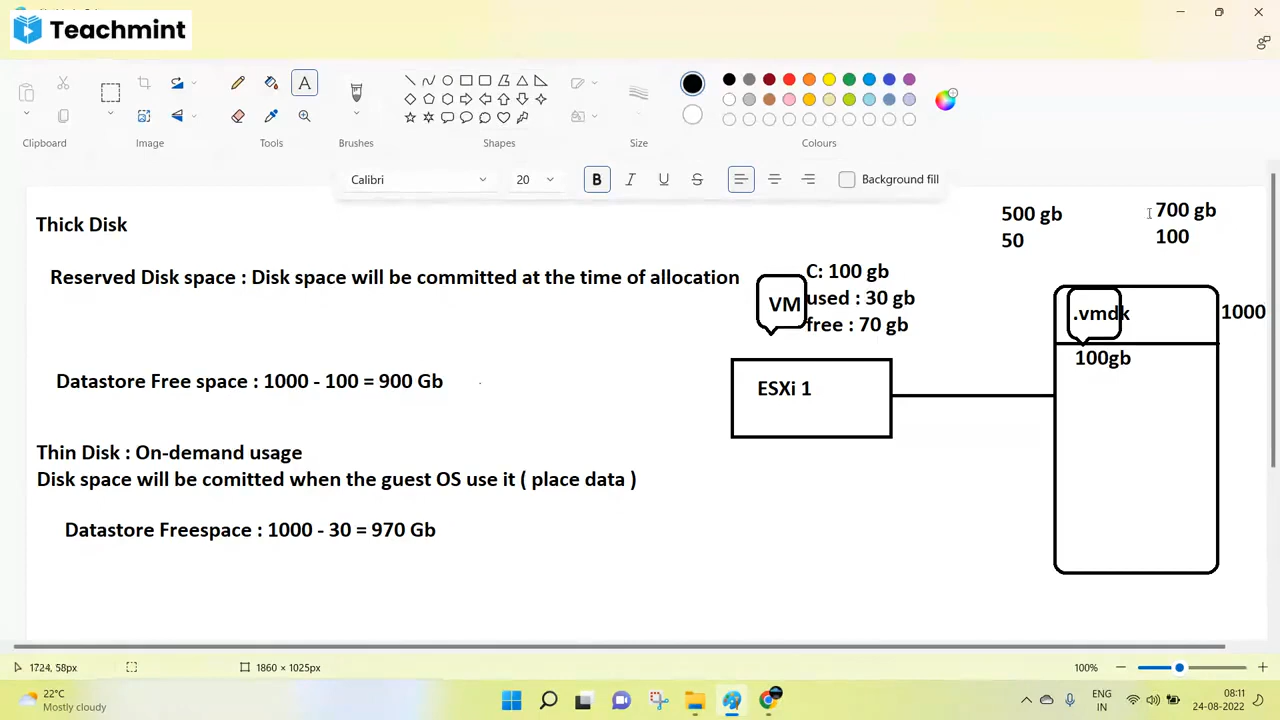 Teachmint
Clipboard
Image
Tools
Brushes
Shapes
Size
Colours
Calibri
20
B I U S
Background fill
Thick Disk
500 gb
50
700 gb
100
Reserved Disk space : Disk space will be committed at the time of allocation
VM
C: 100 gb
used : 30 gb
free : 70 gb
.vmdk
1000
100gb
ESXi 1
Datastore Free space : 1000 - 100 = 900 Gb
Thin Disk : On-demand usage
Disk space will be comitted when the guest OS use it ( place data )
Datastore Freespace : 1000 - 30 = 970 Gb
1724, 58px
1860 × 1025px
100%
22°C
Mostly cloudy
ENG
IN
08:11
24-08-2022